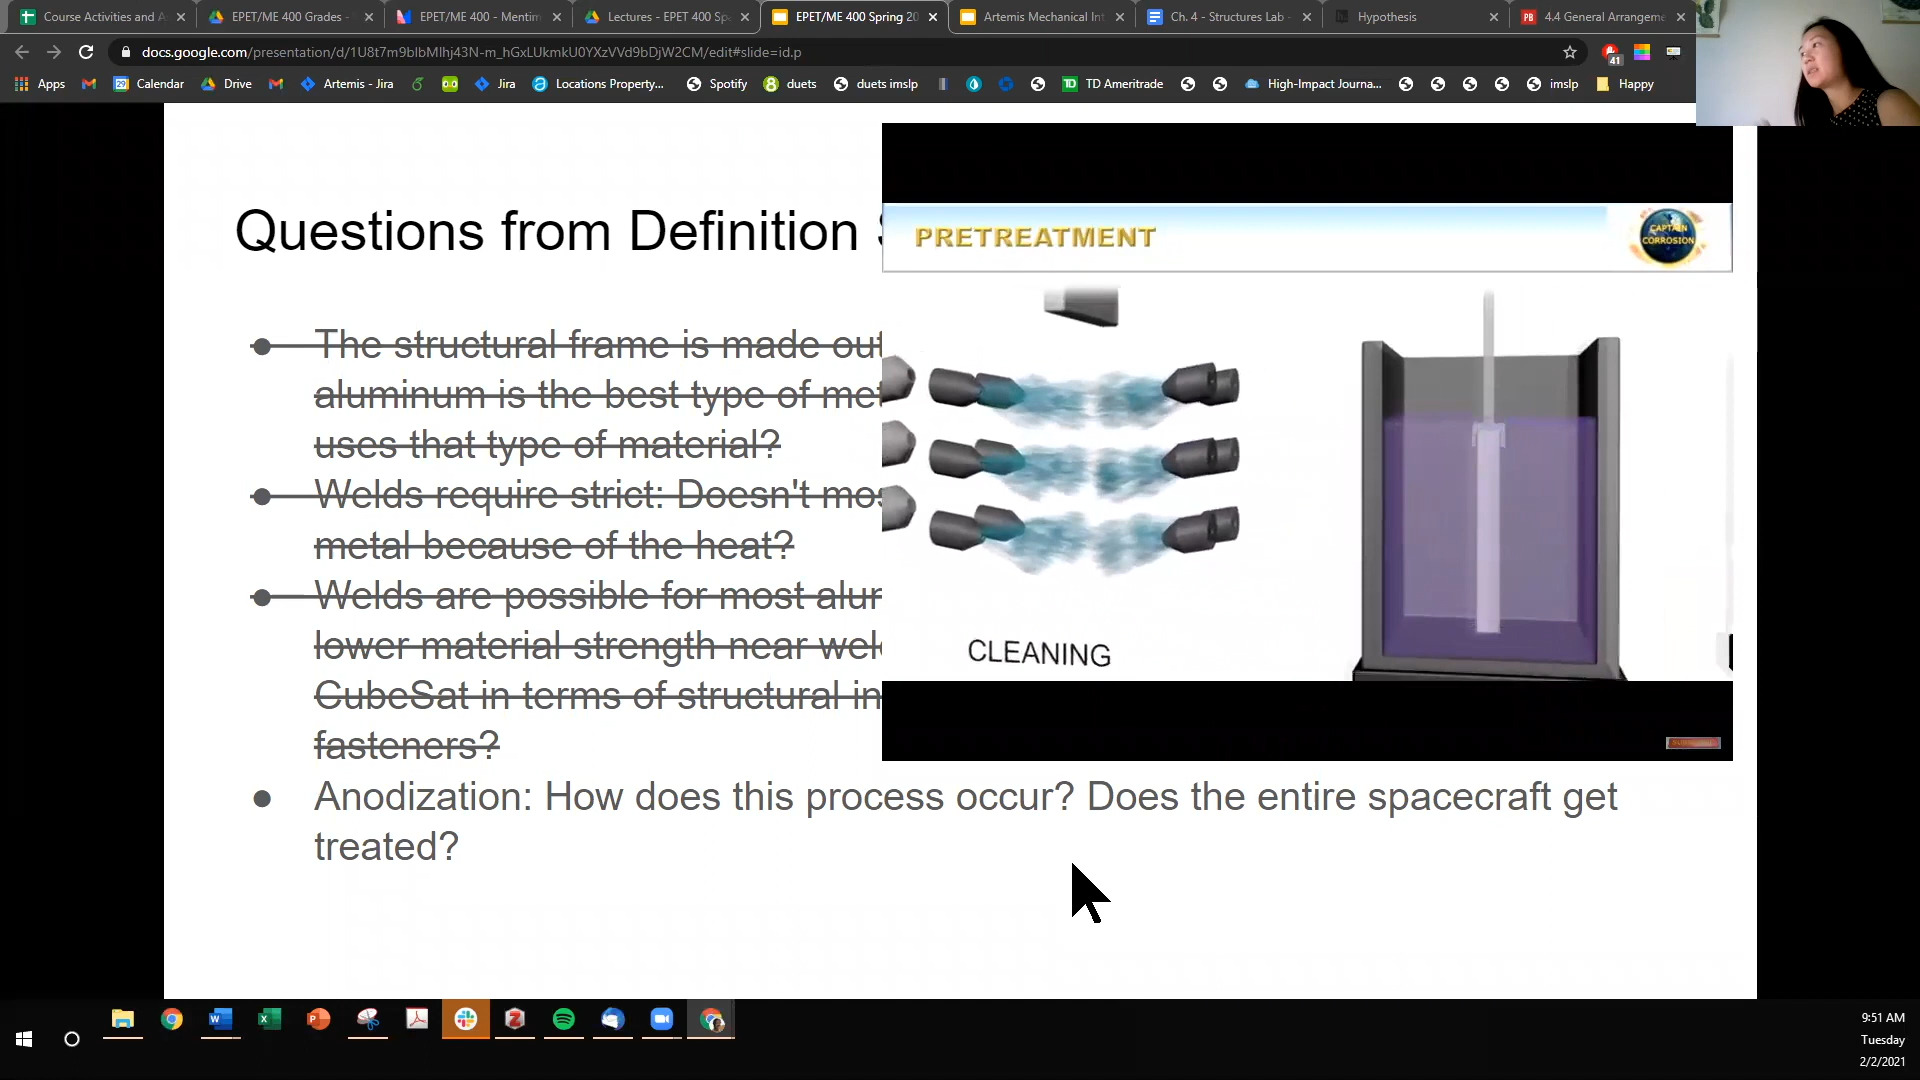 Course Activities and A
EPET/ME 400 Grades -
EPET/ME 400 - Mentim
Lectures - EPET 400 Sp
EPET/ME 400 Spring 20
Artemis Mechanical Int
Ch. 4 - Structures Lab -
Hypothesis
4.4 General Arrangeme
docs.google.com/presentation/d/1U8t7m9blbMlhj43N-m_hGxLUkmkU0YXzVVd9bDjW2CM/edit#slide=id.p
41
Apps
Calendar
Drive
Artemis - Jira
Jira
Locations Property...
Spotify
duets
duets imslp
TD Ameritrade
High-Impact Journa...
imslp
Happy
Questions from Definition
PRETREATMENT
CAPTAIN
CORROSION
The structural frame is made out
aluminum is the best type of met
uses that type of material?
Welds require strict: Doesn't mos
metal because of the heat?
Welds are possible for most alum
lower material strength near weld
CubeSat in terms of structural in
fasteners?
CLEANING
Anodization: How does this process occur? Does the entire spacecraft get
treated?
9:51 AM
Tuesday
2/2/2021